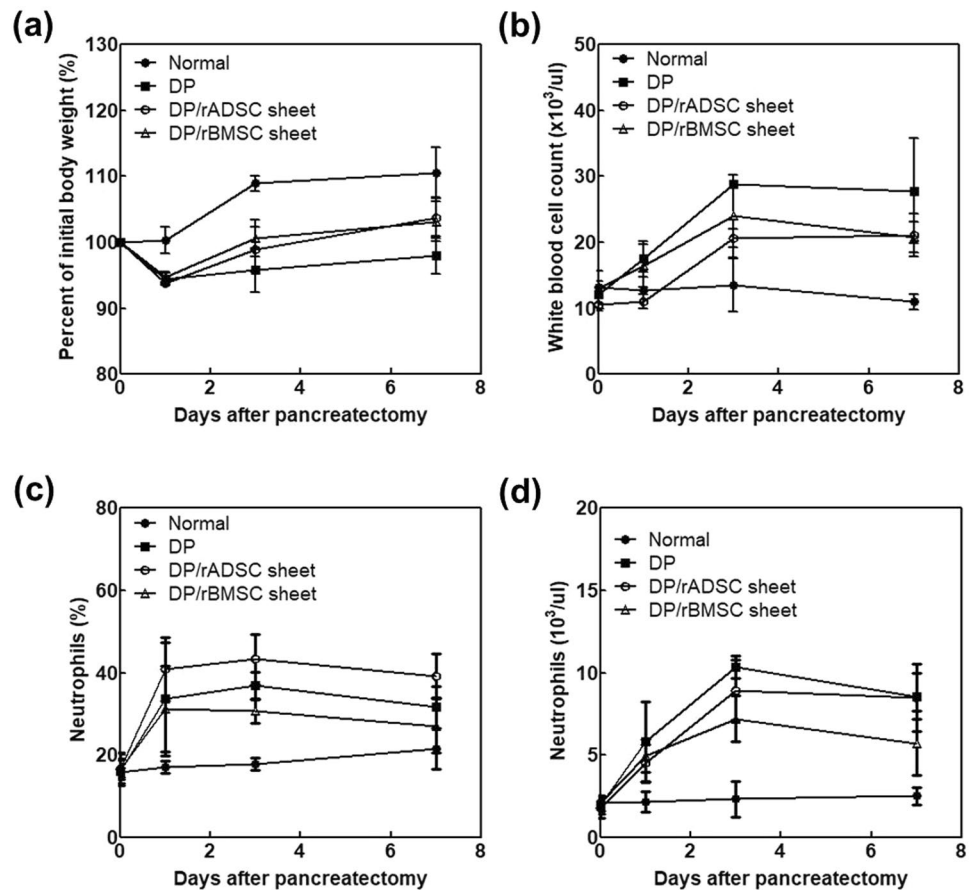 (a)
Percent of initial body weight (%)
130
120
110
100
90
80
Normal
DP
DP/rADSC sheet
DP/rBMSC sheet
0
2
4
6
8
Days after pancreatectomy
(b)
White blood cell count (x10³/ul)
50
40
30
20
10
0
Normal
DP
DP/rADSC sheet
DP/rBMSC sheet
0
2
4
6
8
Days after pancreatectomy
(c)
Neutrophils (%)
80
60
40
20
0
Normal
DP
DP/rADSC sheet
DP/rBMSC sheet
0
2
4
6
8
Days after pancreatectomy
(d)
Neutrophils (10³/ul)
20
15
10
5
0
Normal
DP
DP/rADSC sheet
DP/rBMSC sheet
0
2
4
6
8
Days after pancreatectomy